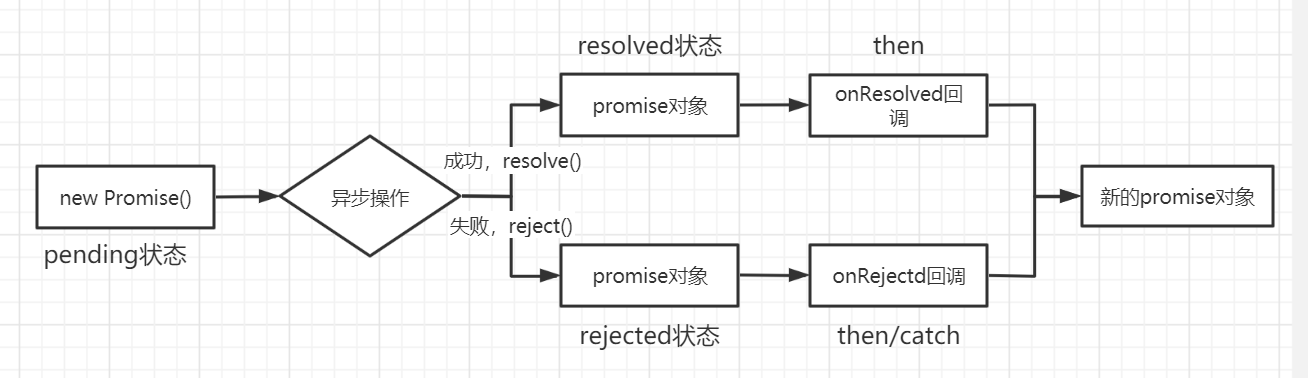 resolved状态
then
promise对象
onResolved回
调
成功，resolve()
new Promise()
异步操作
新的promise对象
失败，reject()
pending状态
promise对象
onRejectd回调
rejected状态
then/catch